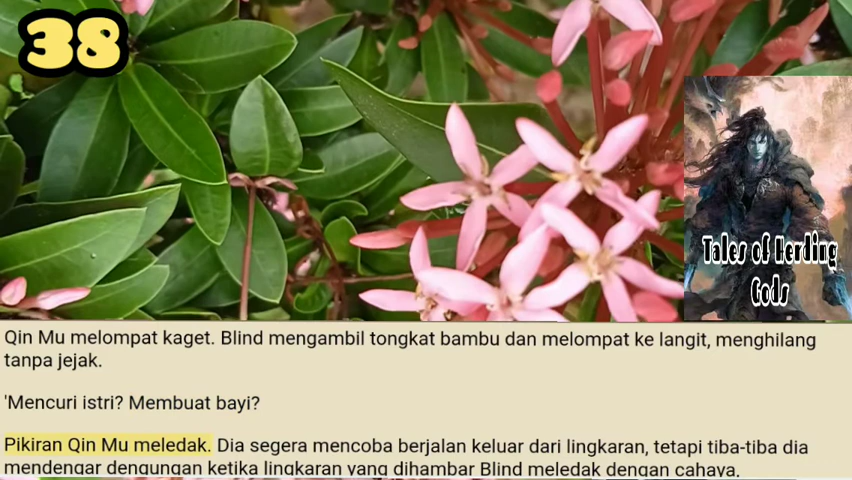 38
Tales of Herding
Gods
Qin Mu melompat kaget. Blind mengambil tongkat bambu dan melompat ke langit, menghilang
tanpa jejak.
'Mencuri istri? Membuat bayi?
Pikiran Qin Mu meledak. Dia segera mencoba berjalan keluar dari lingkaran, tetapi tiba-tiba dia
mendengar dengungan ketika lingkaran yang dihambar Blind meledak dengan cahaya.